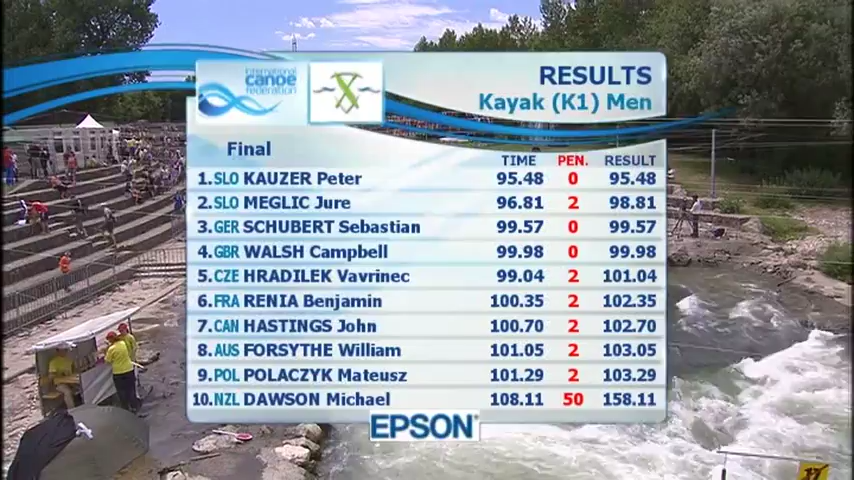 international
canoe
federation
RESULTS
Kayak (K1) Men
Final
TIME PEN. RESULT
1. SLO KAUZER Peter 95.48 0 95.48
2. SLO MEGLIC Jure 96.81 2 98.81
3. GER SCHUBERT Sebastian 99.57 0 99.57
4. GBR WALSH Campbell 99.98 0 99.98
5. CZE HRADILEK Vavrinec 99.04 2 101.04
6. FRA RENIA Benjamin 100.35 2 102.35
7. CAN HASTINGS John 100.70 2 102.70
8. AUS FORSYTHE William 101.05 2 103.05
9. POL POLACZYK Mateusz 101.29 2 103.29
10. NZL DAWSON Michael 108.11 50 158.11
EPSON
17